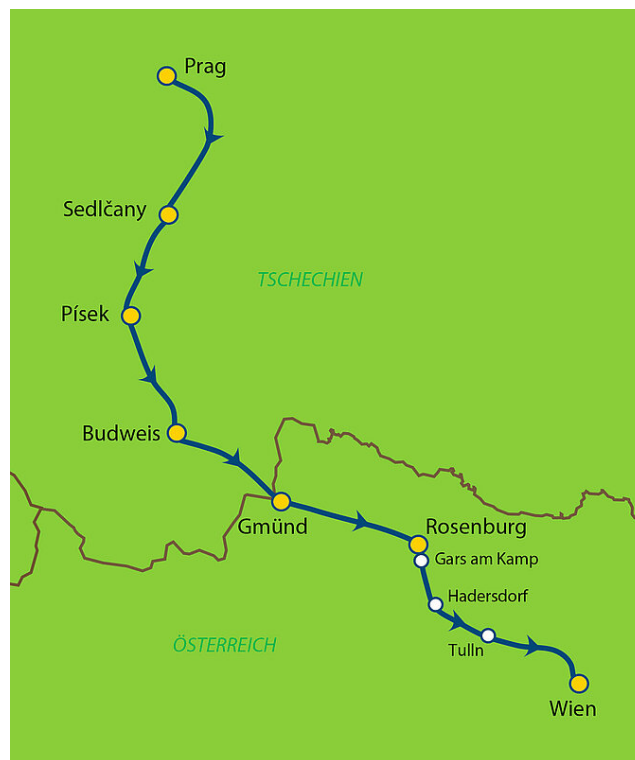 Prag
Sedlčany
TSCHECHIEN
Písek
Budweis
Gmünd
Rosenburg
Gars am Kamp
Hadersdorf
ÖSTERREICH
Tulln
Wien